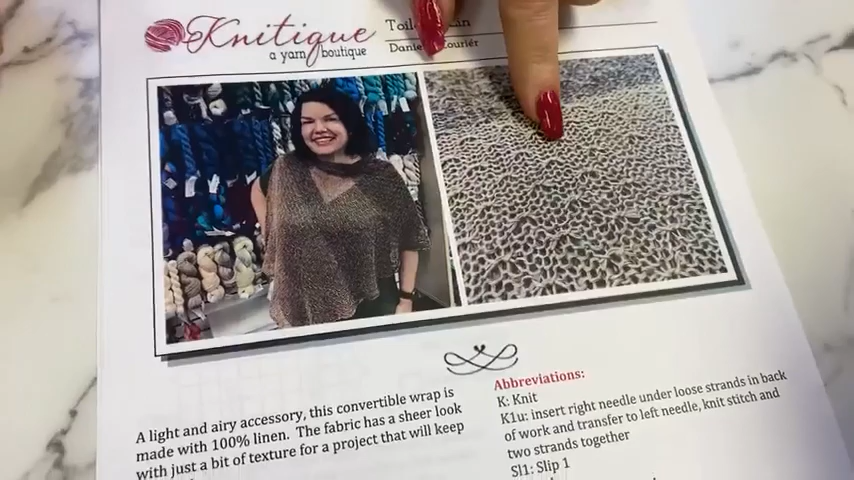 Knitique
a yarn boutique
A light and airy accessory, this convertible wrap is
made with 100% linen. The fabric has a sheer look
with just a bit of texture for a project that will keep
Abbreviations:
K: Knit
K1u: insert right needle under loose strands in back
of work and transfer to left needle, knit stitch and
two strands together
Sl1: Slip 1